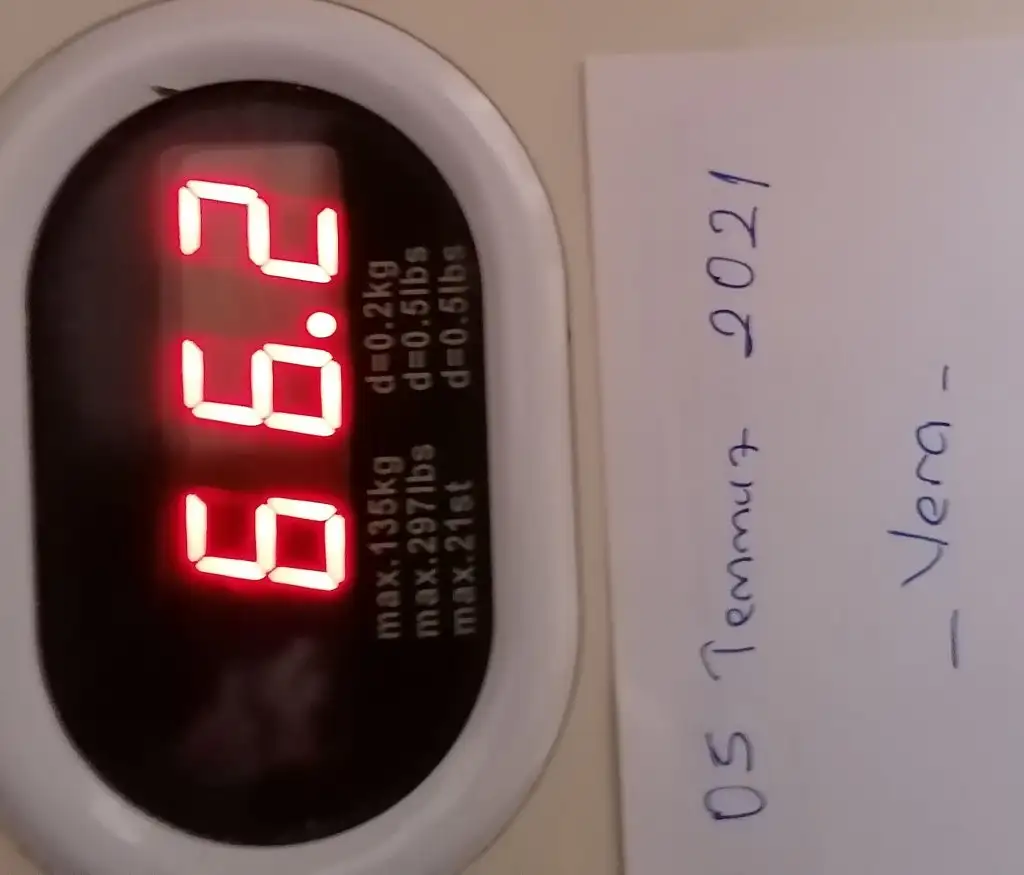 66.2
max.135kg d=0.2kg
max.297lbs d=0.5lbs
max.21st d=0.5lbs
05 Temmuz 2021
- Vera -